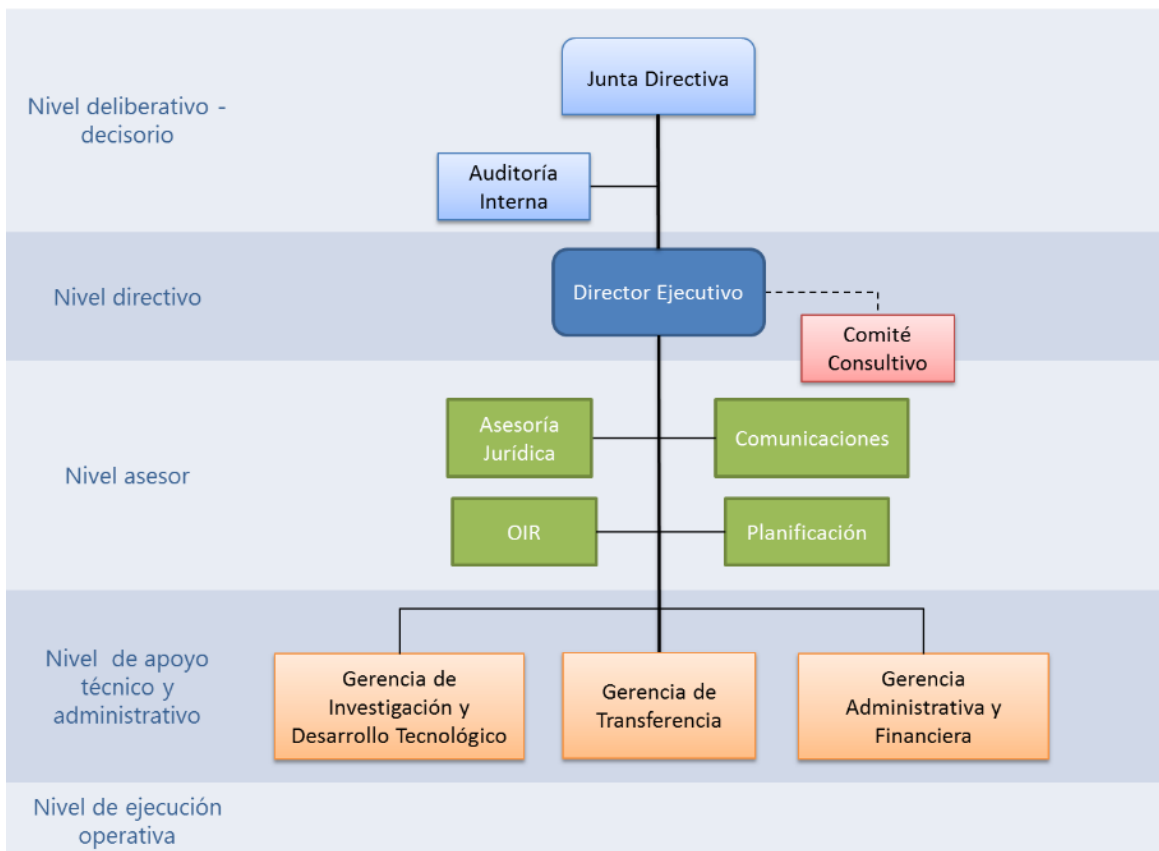 Junta Directiva
Nivel deliberativo -
decisorio
Auditoría
Interna
Nivel directivo
Director Ejecutivo
Comité
Consultivo
Asesoría
Jurídica
Comunicaciones
Nivel asesor
OIR
Planificación
Nivel de apoyo
técnico y
administrativo
Gerencia de
Investigación y
Desarrollo Tecnológico
Gerencia de
Transferencia
Gerencia
Administrativa y
Financiera
Nivel de ejecución
operativa